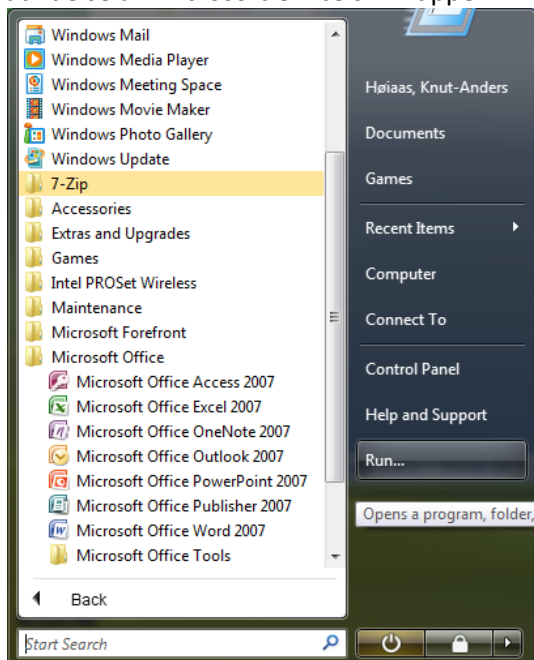 Windows Mail
Windows Media Player
Windows Meeting Space
Windows Movie Maker
Windows Photo Gallery
Windows Update
7-Zip
Accessories
Extras and Upgrades
Games
Intel PROSet Wireless
Maintenance
Microsoft Forefront
Microsoft Office
Microsoft Office Access 2007
Microsoft Office Excel 2007
Microsoft Office OneNote 2007
Microsoft Office Outlook 2007
Microsoft Office PowerPoint 2007
Microsoft Office Publisher 2007
Microsoft Office Word 2007
Microsoft Office Tools
Back
Start Search
Høiaas, Knut-Anders
Documents
Games
Recent Items
Computer
Connect To
Control Panel
Help and Support
Run...
Opens a program, folder,